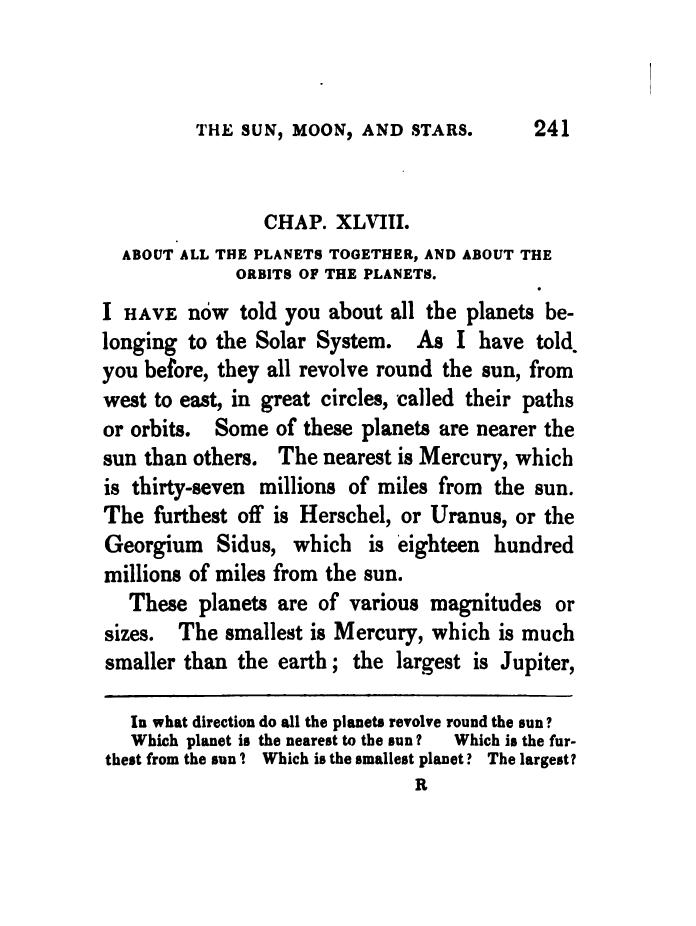 THE SUN, MOON, AND STARS. 241
CHAP. XLVIII.
ABOUT ALL THE PLANETS TOGETHER, AND ABOUT THE
ORBITS OF THE PLANETS.
I HAVE now told you about all the planets be-
longing to the Solar System. As I have told
you before, they all revolve round the sun, from
west to east, in great circles, called their paths
or orbits. Some of these planets are nearer the
sun than others. The nearest is Mercury, which
is thirty-seven millions of miles from the sun.
The furthest off is Herschel, or Uranus, or the
Georgium Sidus, which is eighteen hundred
millions of miles from the sun.
These planets are of various magnitudes or
sizes. The smallest is Mercury, which is much
smaller than the earth; the largest is Jupiter,
In what direction do all the planets revolve round the sun?
Which planet is the nearest to the sun? Which is the fur-
thest from the sun? Which is the smallest planet? The largest?
R